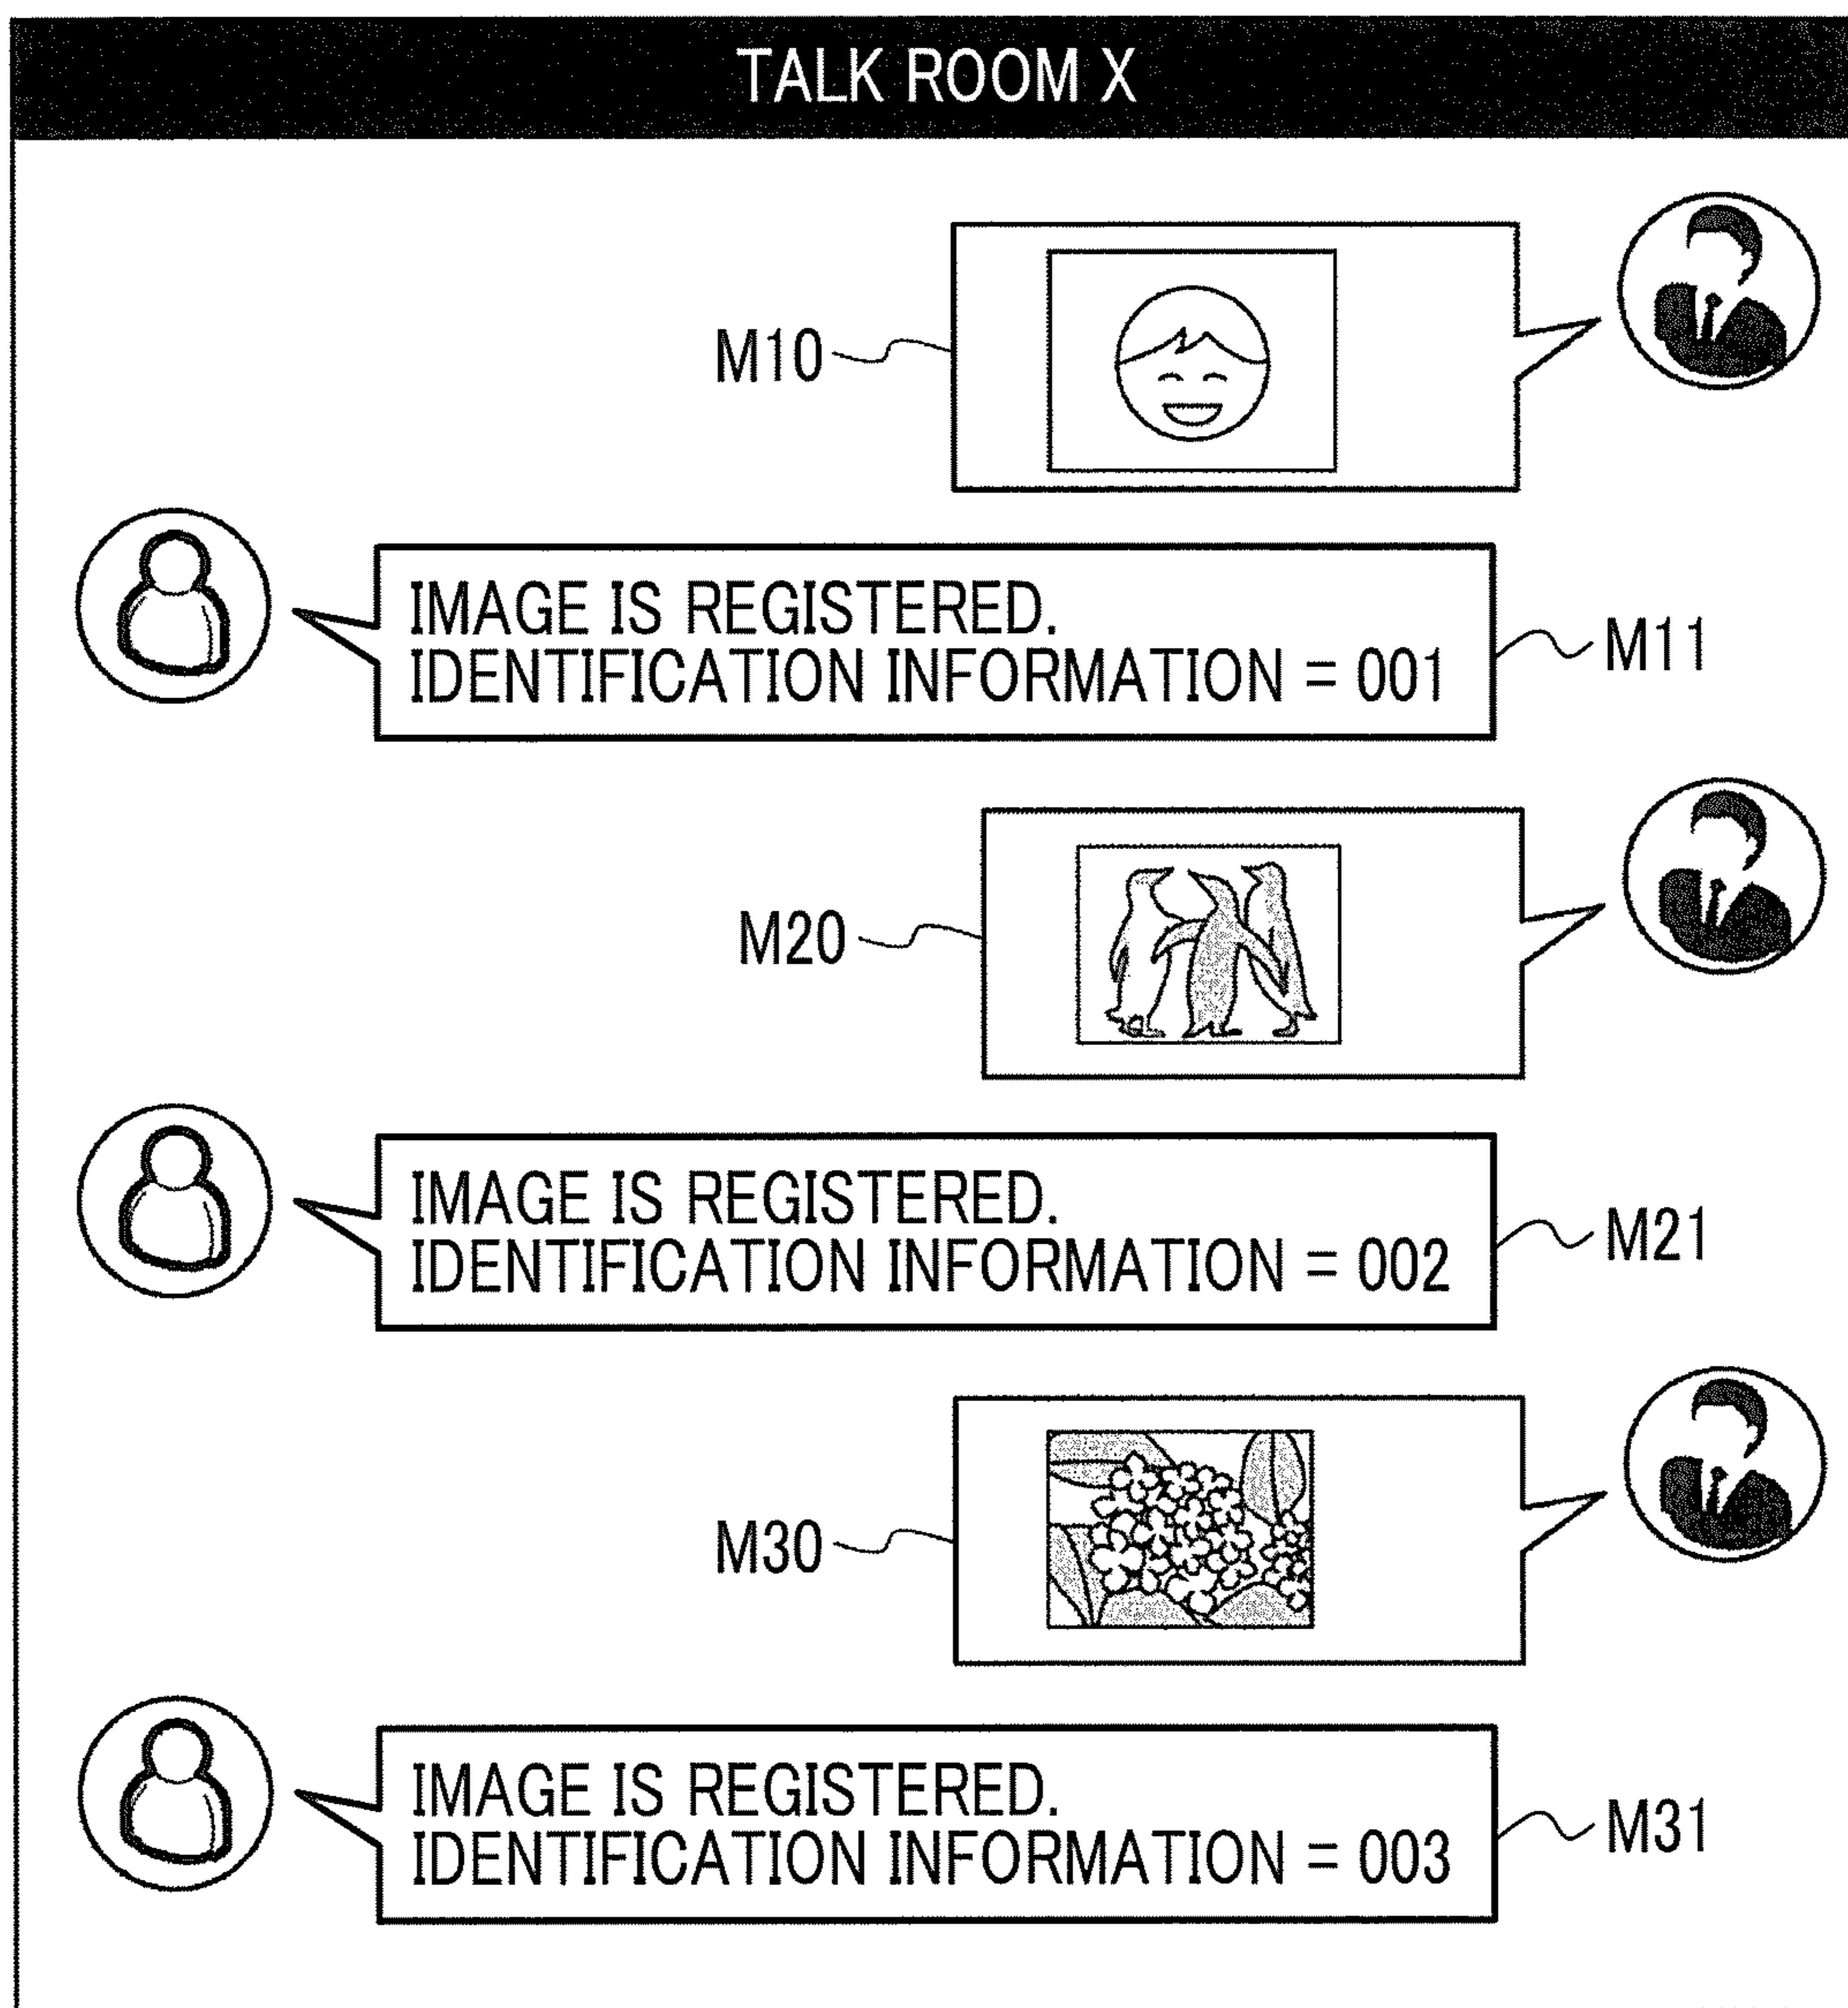 TALK ROOM X
M10
IMAGE IS REGISTERED.
IDENTIFICATION INFORMATION = 001
M11
M20
IMAGE IS REGISTERED.
IDENTIFICATION INFORMATION = 002
M21
M30
IMAGE IS REGISTERED.
IDENTIFICATION INFORMATION = 003
M31